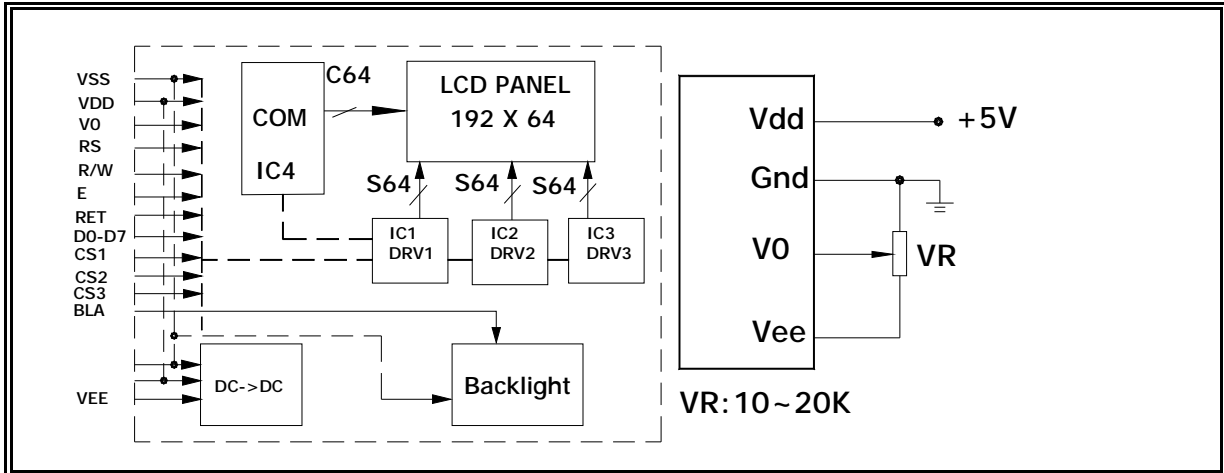 VSS
VDD
V0
RS
R/W
E
RET
D0-D7
CS1
CS2
CS3
BLA
VEE
COM
IC4
C64
LCD PANEL
192 X 64
S64
S64
S64
IC1
DRV1
IC2
DRV2
IC3
DRV3
DC->DC
Backlight
Vdd
+5V
Gnd
V0
VR
Vee
VR:10~20K